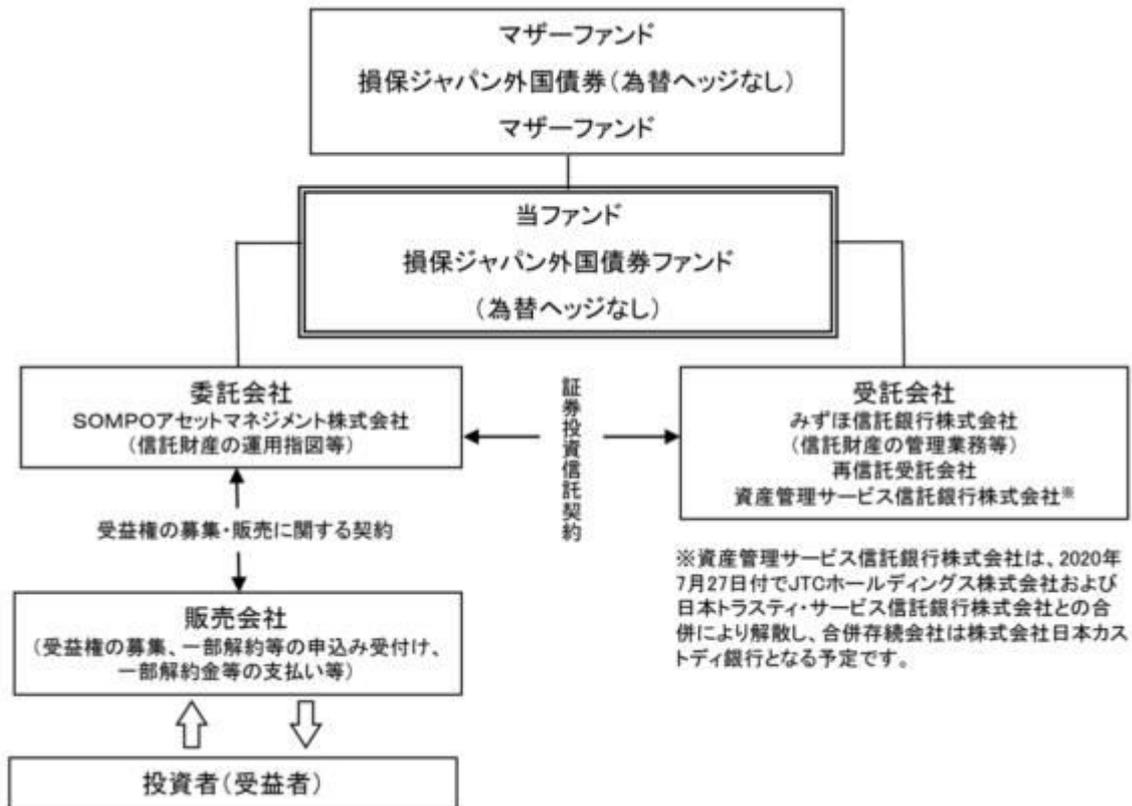 マザーファンド
損保ジャパン外国債券(為替ヘッジなし)
マザーファンド
当ファンド
損保ジャパン外国債券ファンド
(為替ヘッジなし)
委託会社
SOMPOアセットマネジメント株式会社
(信託財産の運用指図等)
証券投資信託契約
受託会社
みずほ信託銀行株式会社
(信託財産の管理業務等)
再信託受託会社
資産管理サービス信託銀行株式会社※
受益権の募集・販売に関する契約
※資産管理サービス信託銀行株式会社は、2020年
7月27日付でJTCホールディングス株式会社および
日本トラスティ・サービス信託銀行株式会社との合
併により解散し、合併存続会社は株式会社日本カス
トディ銀行となる予定です。
販売会社
(受益権の募集、一部解約等の申込み受付け、
一部解約金等の支払い等)
投資者(受益者)